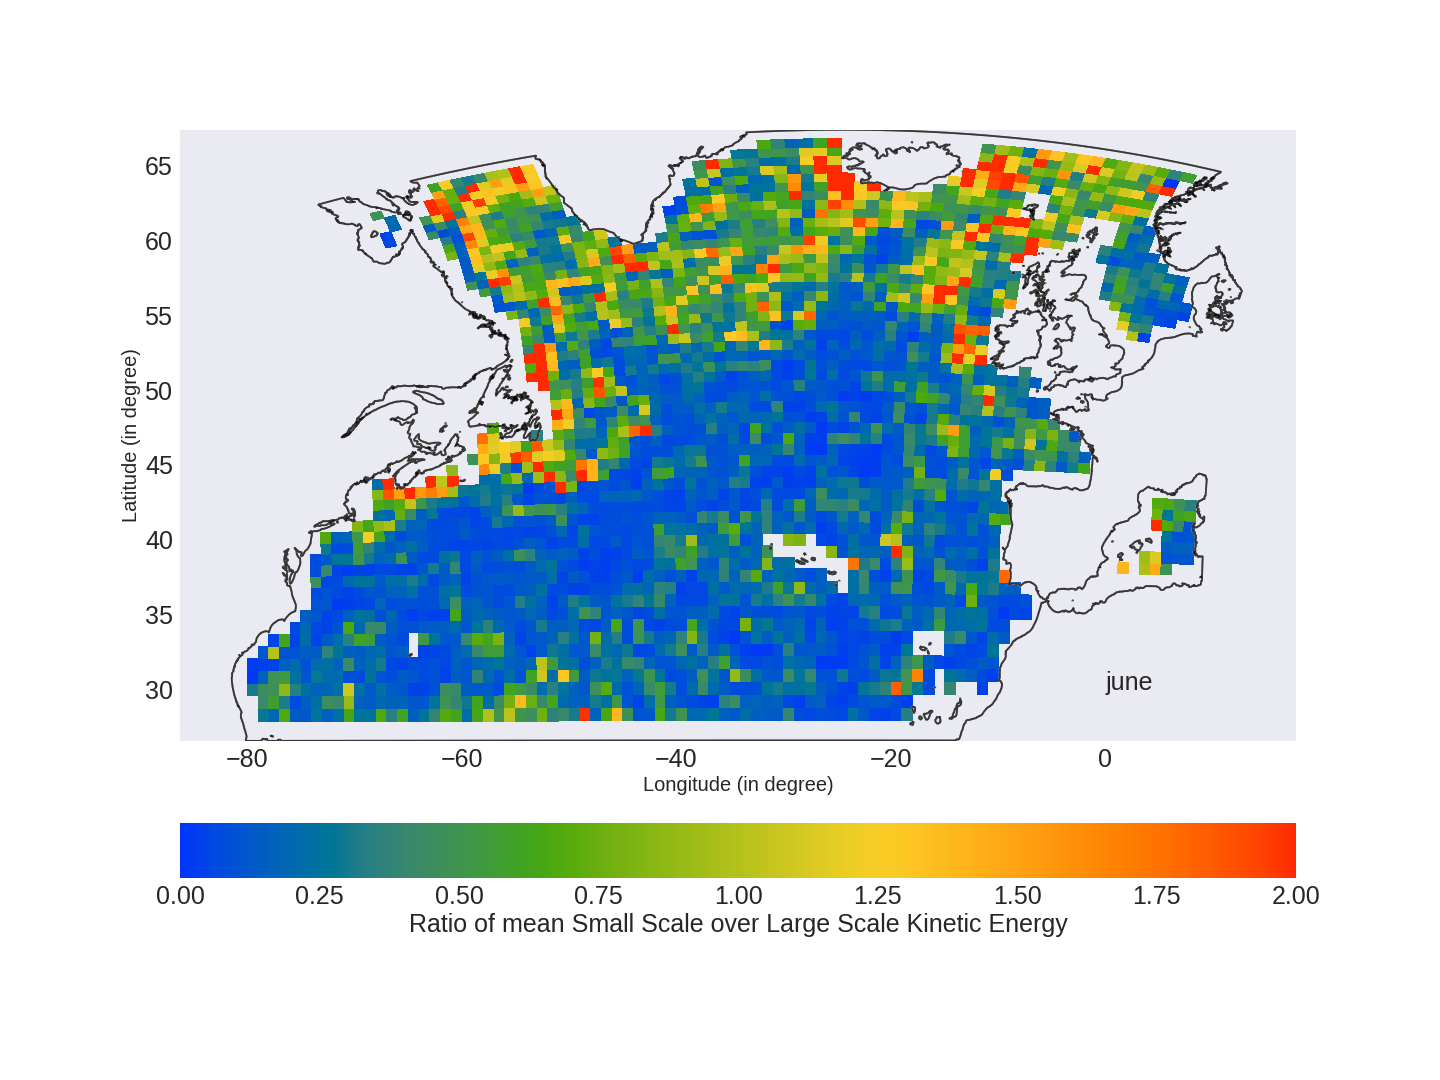 65
60
55
50
45
40
35
30
Latitude (in degree)
june
−80 −60 −40 −20 0
Longitude (in degree)
0.00 0.25 0.50 0.75 1.00 1.25 1.50 1.75 2.00
Ratio of mean Small Scale over Large Scale Kinetic Energy